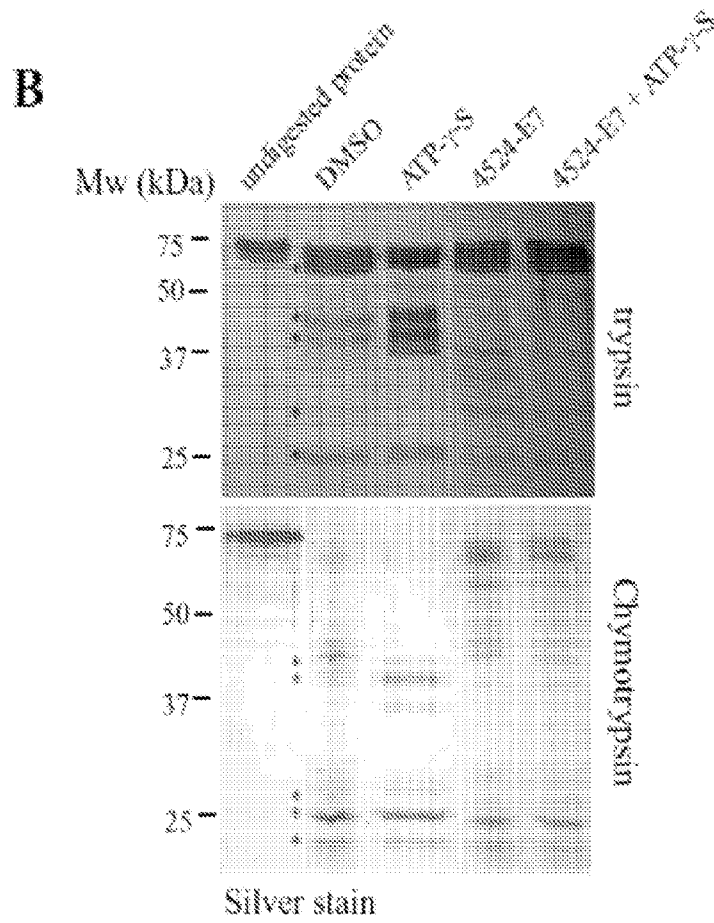 B
Mw (kDa)
undigested protein
DMSO
ATP-γ-S
4524-E7
4524-E7 + ATP-γ-S
75
50
37
25
trypsin
75
50
37
25
Chymotrypsin
Silver stain